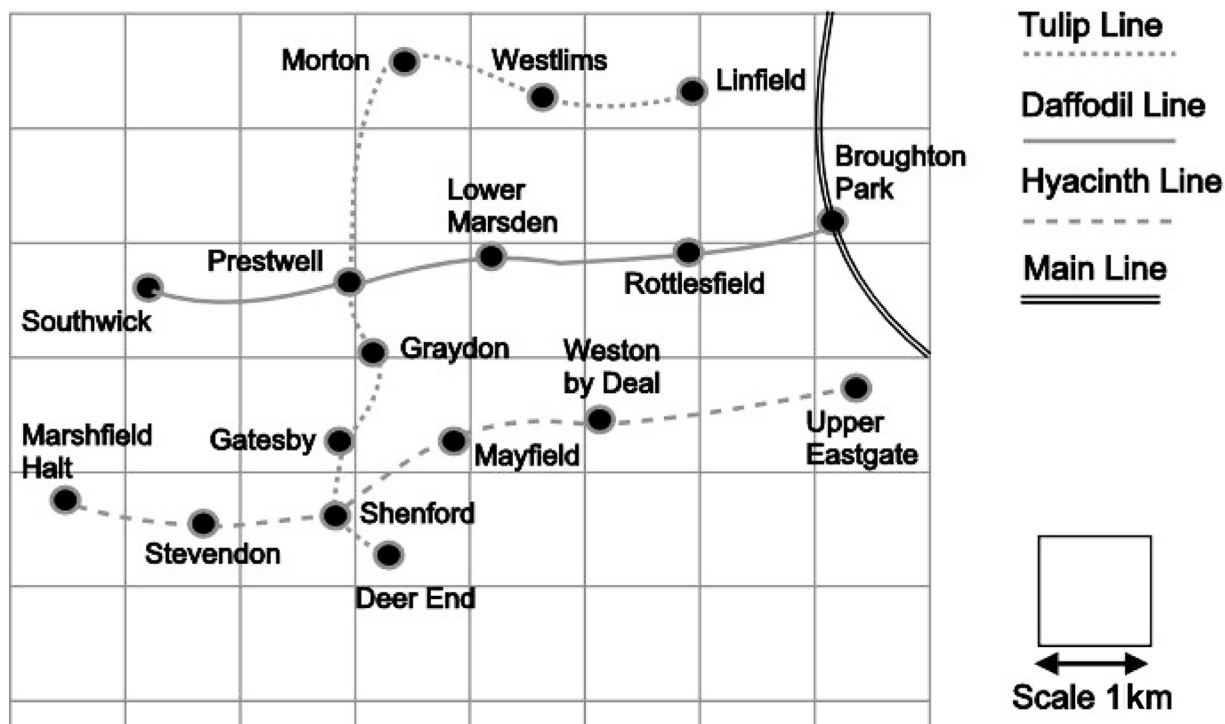 Tulip Line
Morton
Westlims
Linfield
Daffodil Line
Broughton
Park
Hyacinth Line
Lower
Marsden
Prestwell
Rottlesfield
Main Line
Southwick
Graydon
Weston
by Deal
Marshfield
Halt
Gatesby
Mayfield
Upper
Eastgate
Shenford
Stevendon
Deer End
Scale 1km